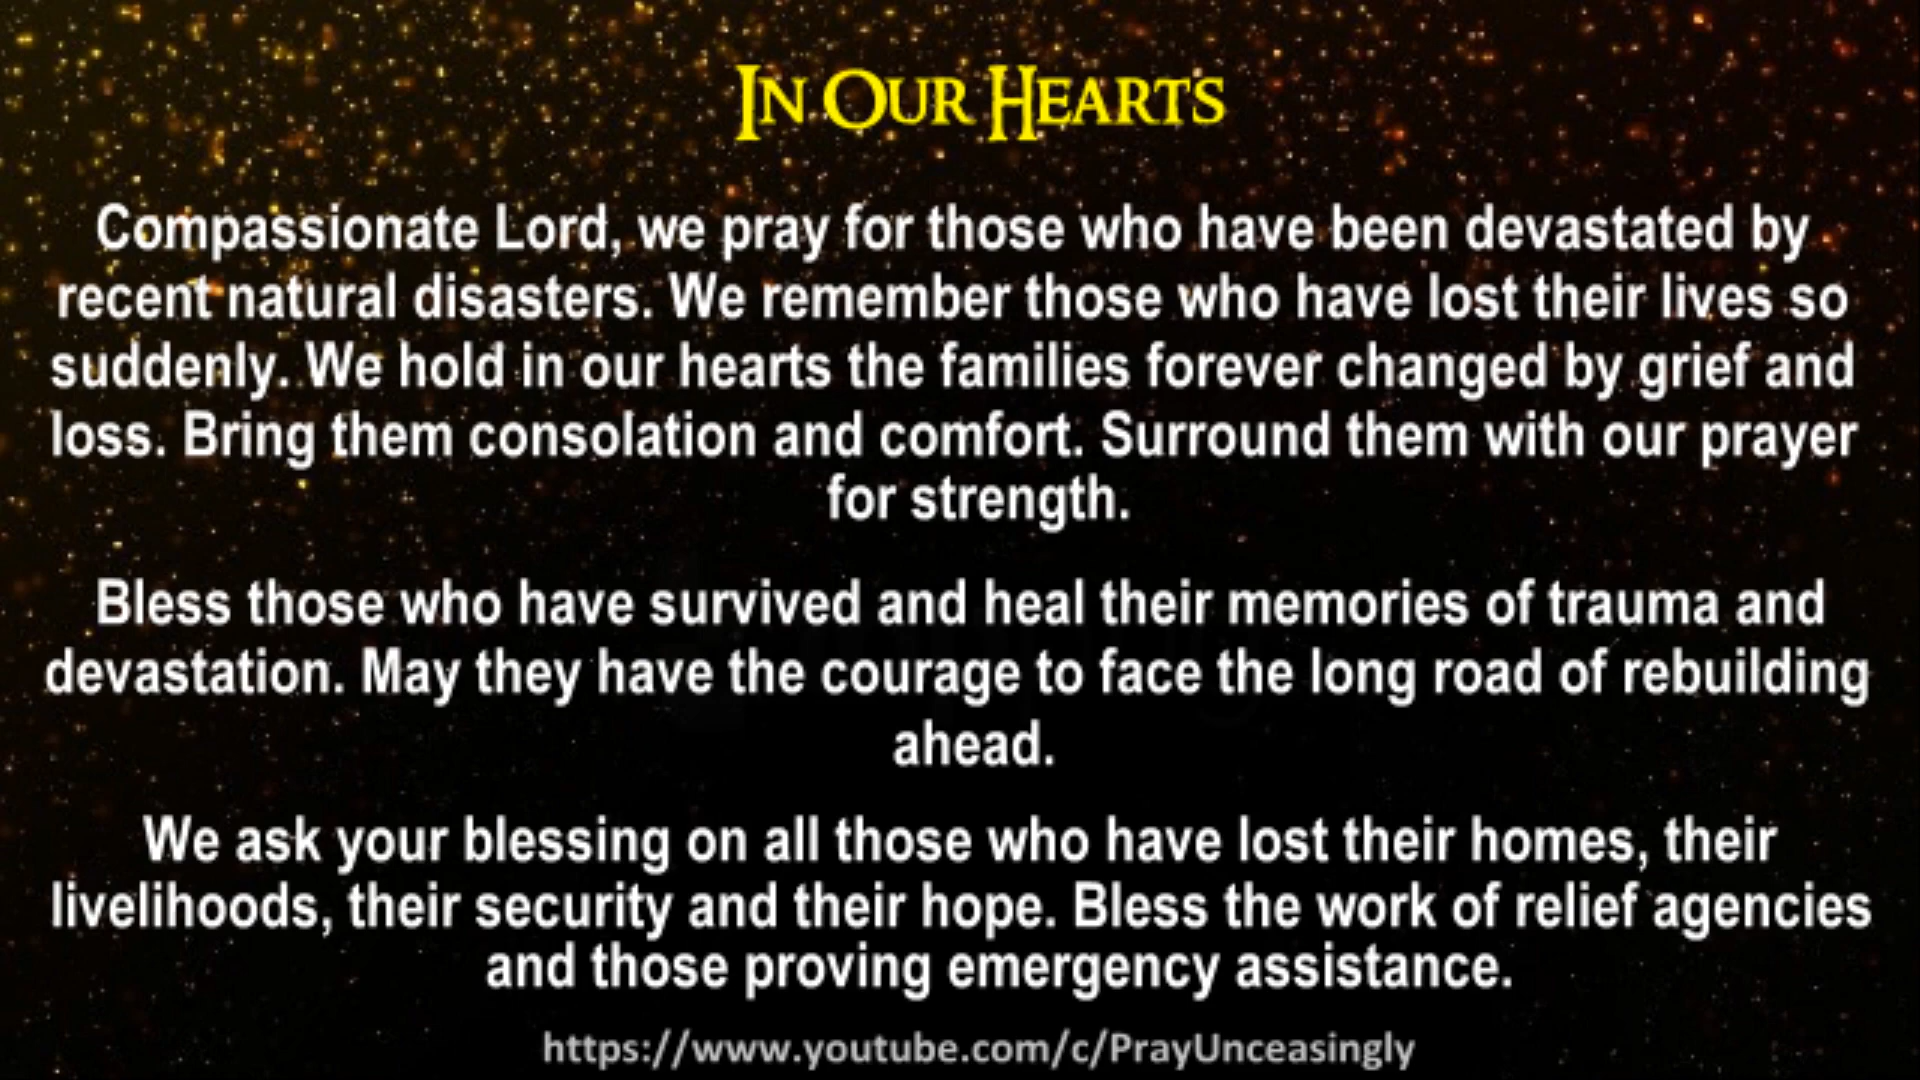 In Our Hearts
Compassionate Lord, we pray for those who have been devastated by
recent natural disasters. We remember those who have lost their lives so
suddenly. We hold in our hearts the families forever changed by grief and
loss. Bring them consolation and comfort. Surround them with our prayer
for strength.
Bless those who have survived and heal their memories of trauma and
devastation. May they have the courage to face the long road of rebuilding
ahead.
We ask your blessing on all those who have lost their homes, their
livelihoods, their security and their hope. Bless the work of relief agencies
and those proving emergency assistance.
https://www.youtube.com/c/PrayUnceasingly